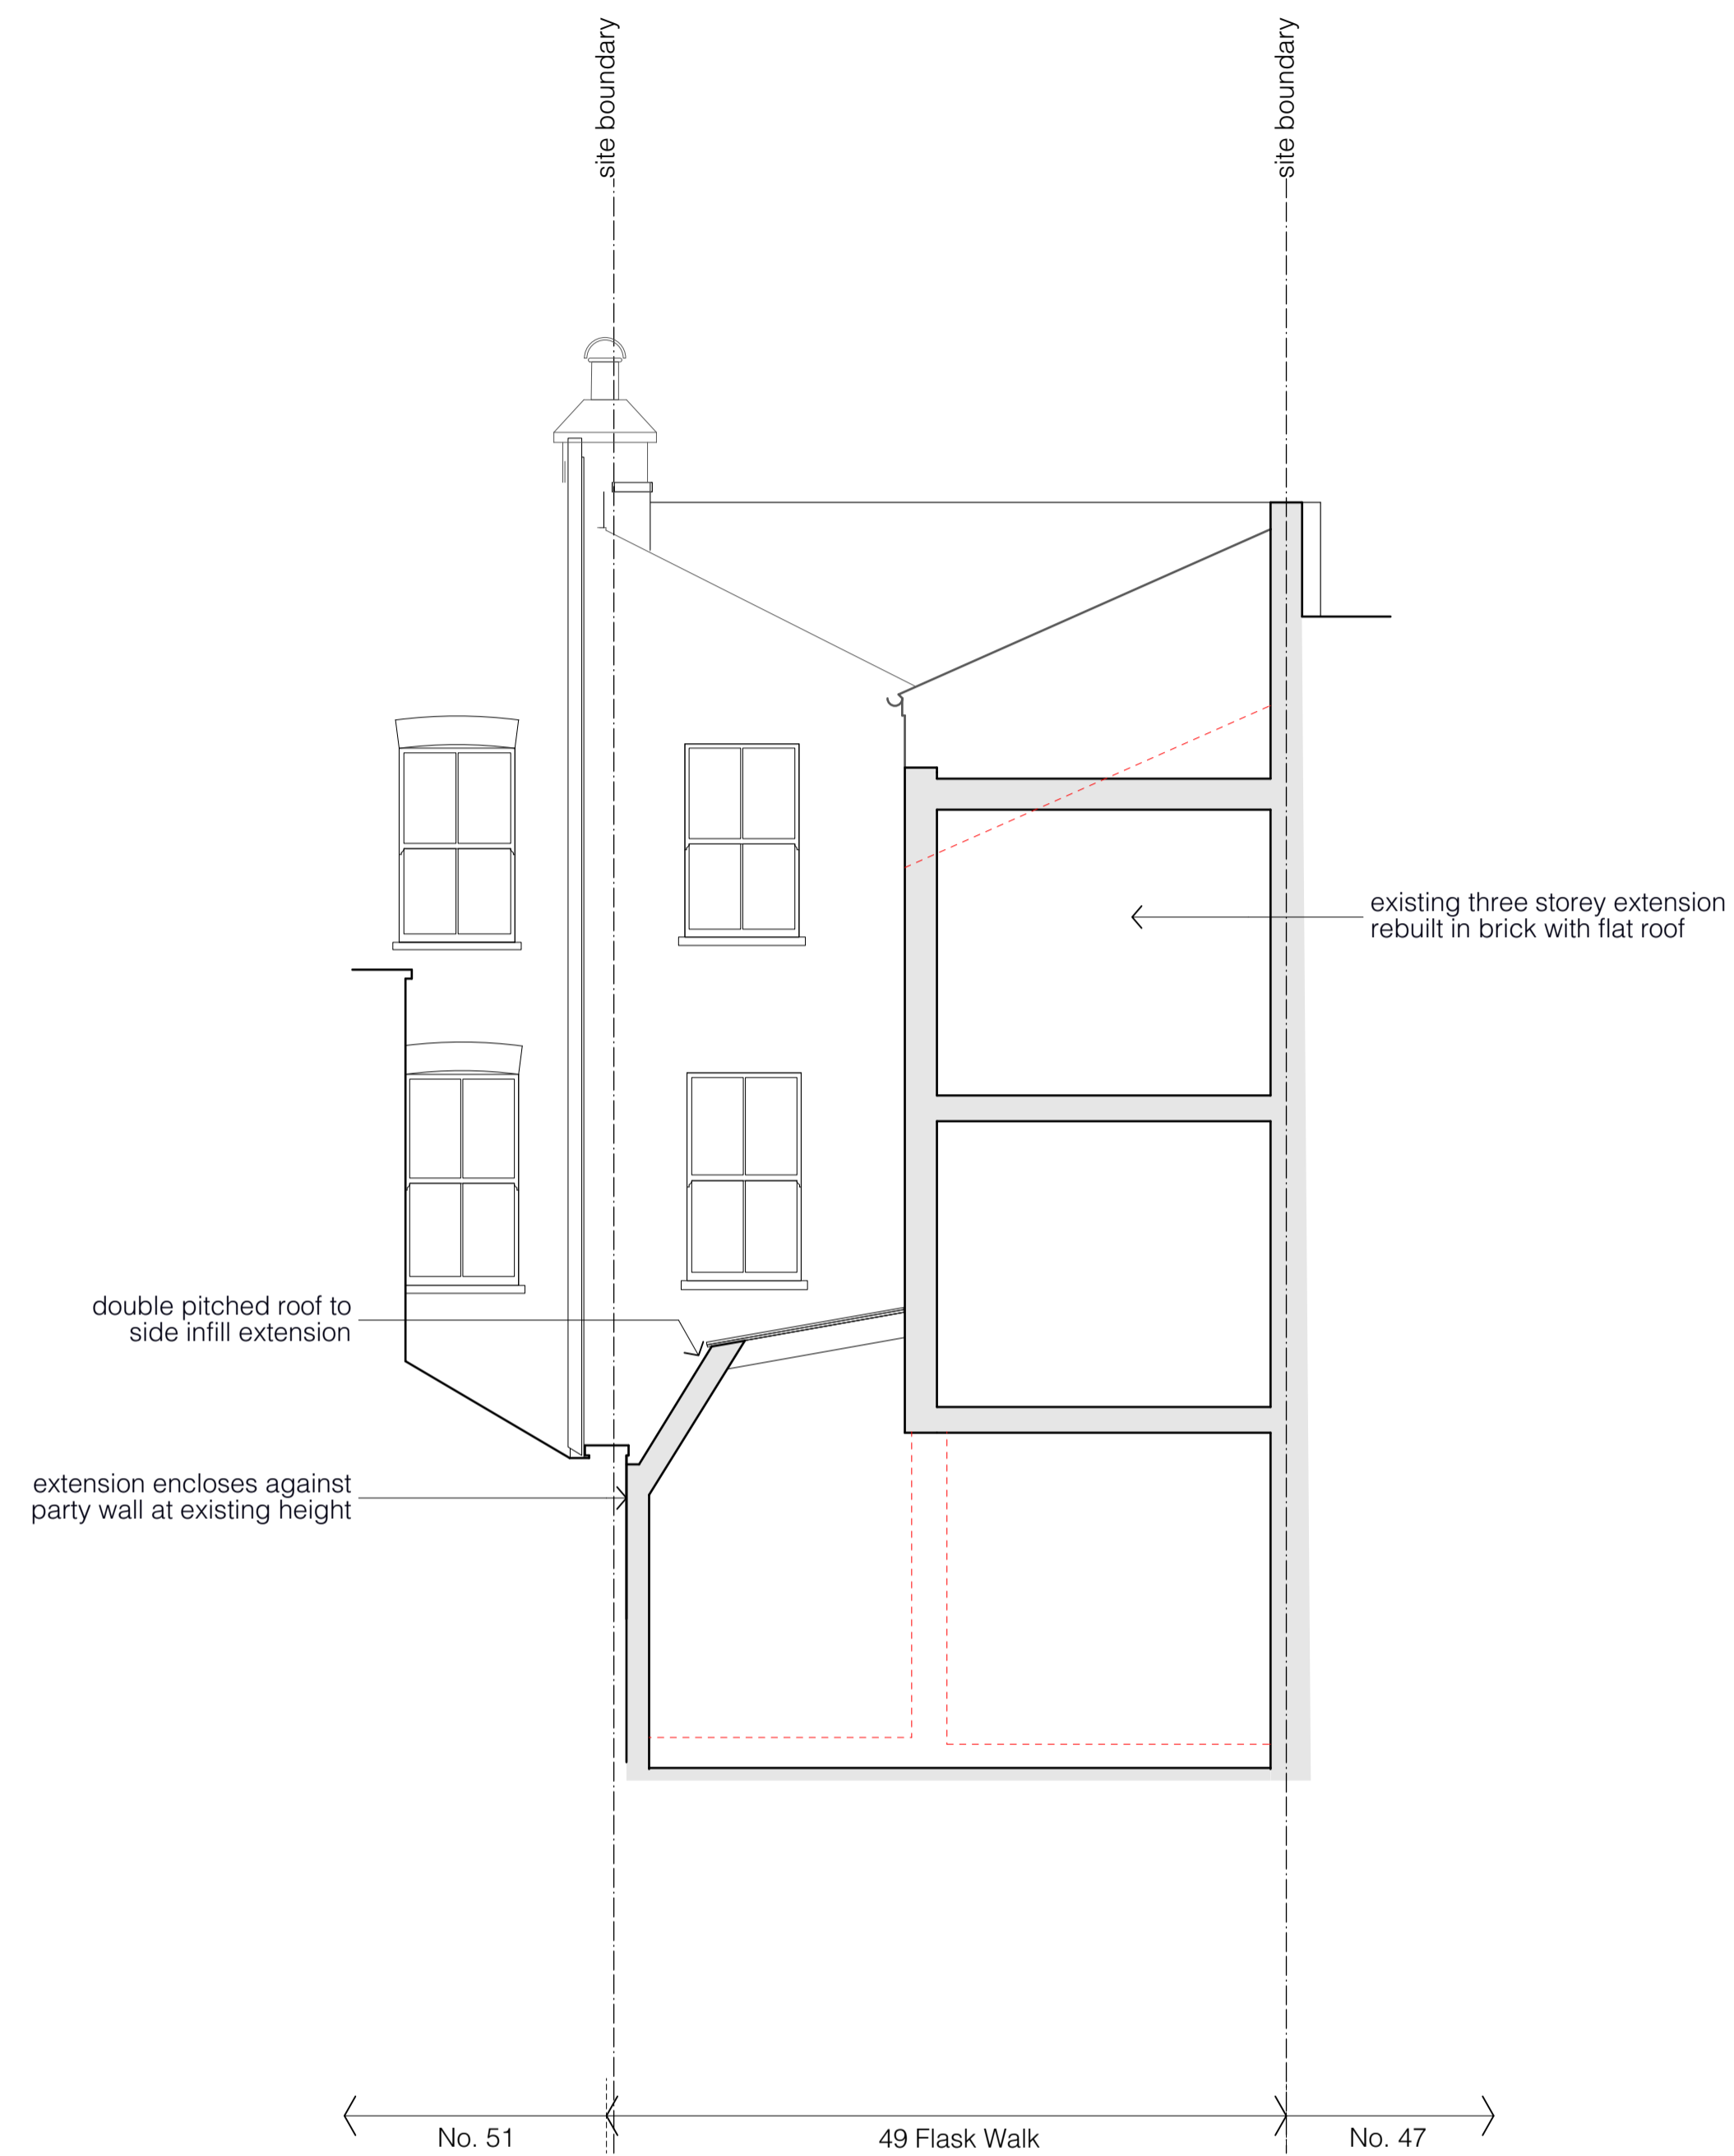 site boundary
site boundary
existing three storey extension
rebuilt in brick with flat roof
double pitched roof to
side infill extension
extension encloses against
party wall at existing height
No. 51
49 Flask Walk
No. 47